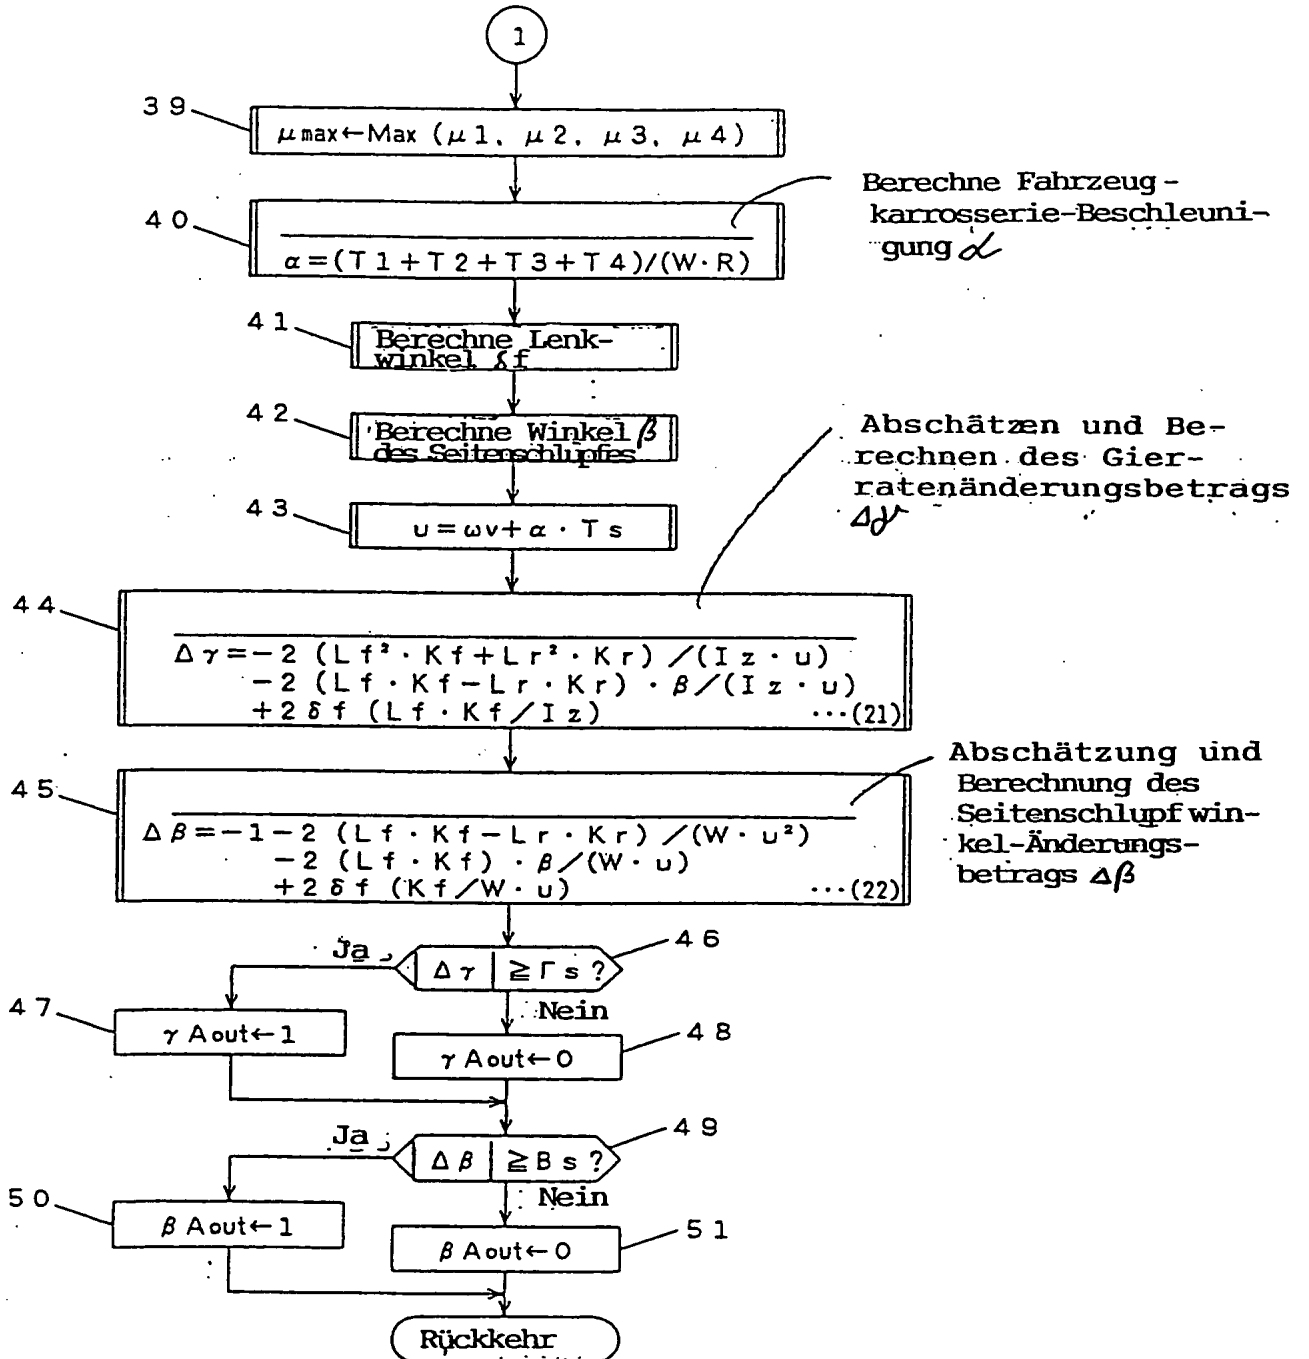 1
39
μmax←Max (μ1, μ2, μ3, μ4)
Berechne Fahrzeug-
karrosserie-Beschleuni-
gung α
40
α=(T1+T2+T3+T4)/(W·R)
41
Berechne Lenk-
winkel δf
42
Berechne Winkel β
des Seitenschlupfes
Abschätzen und Be-
rechnen des Gier-
ratenänderungsbetrags
Δγ
43
u=ωv+α·Ts
44
Δγ=−2 (Lf²·Kf+Lr²·Kr)/(Iz·u)
−2 (Lf·Kf−Lr·Kr)·β/(Iz·u)
+2δf (Lf·Kf/Iz) ···(21)
Abschätzung und
Berechnung des
Seitenschlupfwin-
kel-Änderungs-
betrags Δβ
45
Δβ=−1−2 (Lf·Kf−Lr·Kr)/(W·u²)
−2 (Lf·Kf)·β/(W·u)
+2δf (Kf/W·u) ···(22)
46
Ja
|Δγ|≧Γs?
Nein
47
γAout←1
48
γAout←0
49
Ja
|Δβ|≧Bs?
Nein
50
βAout←1
51
βAout←0
Rückkehr